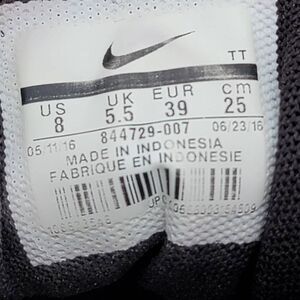 TT
US UK EUR cm
8 5.5 39 25
844729-007
05/11/16 06/23/16
MADE IN INDONESIA
FABRIQUE EN INDONESIE